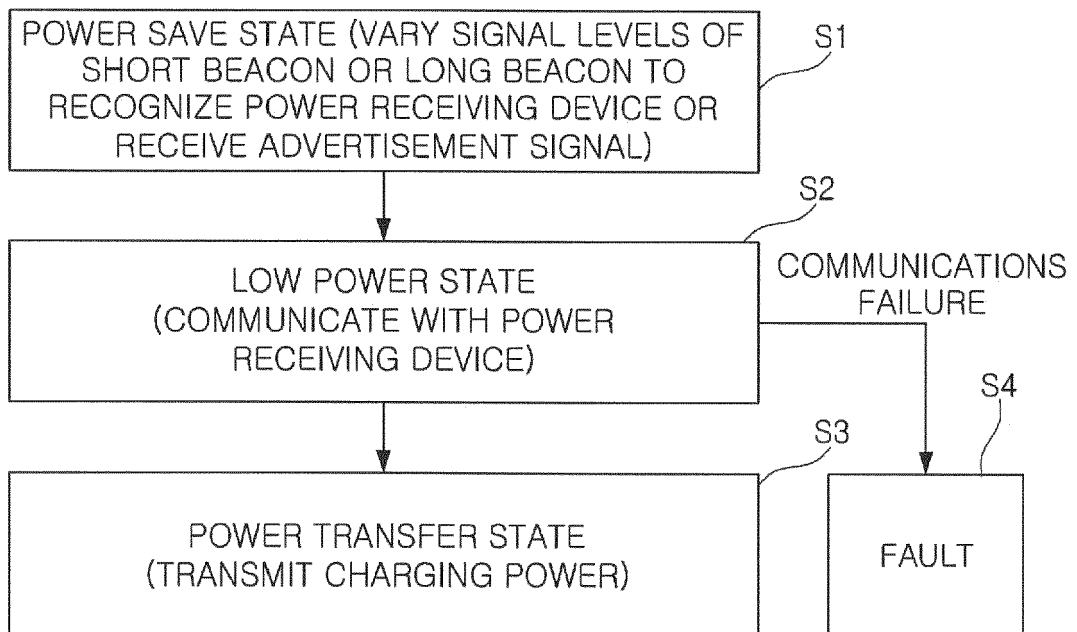 POWER SAVE STATE (VARY SIGNAL LEVELS OF
SHORT BEACON OR LONG BEACON TO
RECOGNIZE POWER RECEIVING DEVICE OR
RECEIVE ADVERTISEMENT SIGNAL)
S1
S2
LOW POWER STATE
(COMMUNICATE WITH POWER
RECEIVING DEVICE)
COMMUNICATIONS
FAILURE
S3
POWER TRANSFER STATE
(TRANSMIT CHARGING POWER)
S4
FAULT